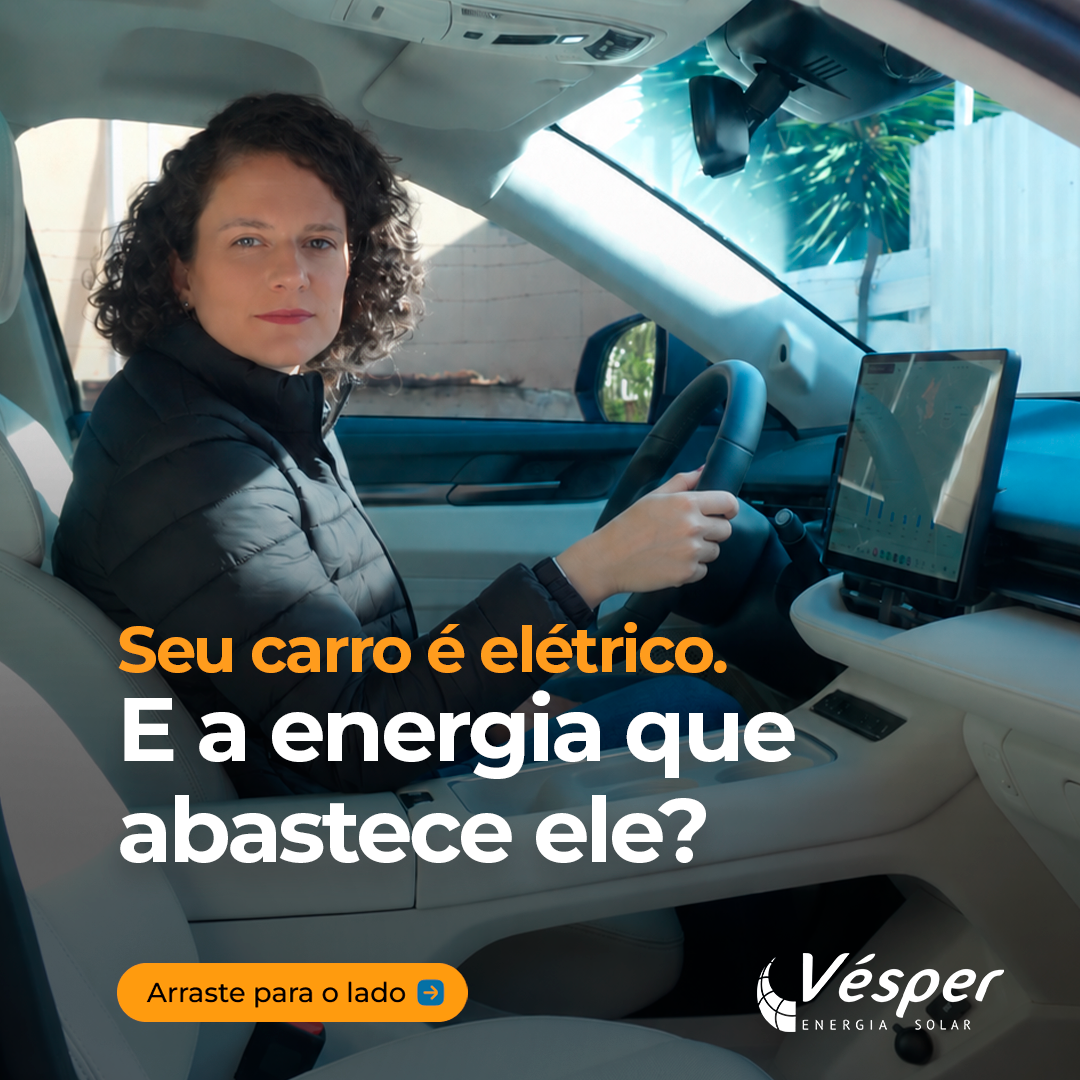 Seu carro é elétrico.
E a energia que
abastece ele?
Arraste para o lado
Vésper
ENERGIA SOLAR